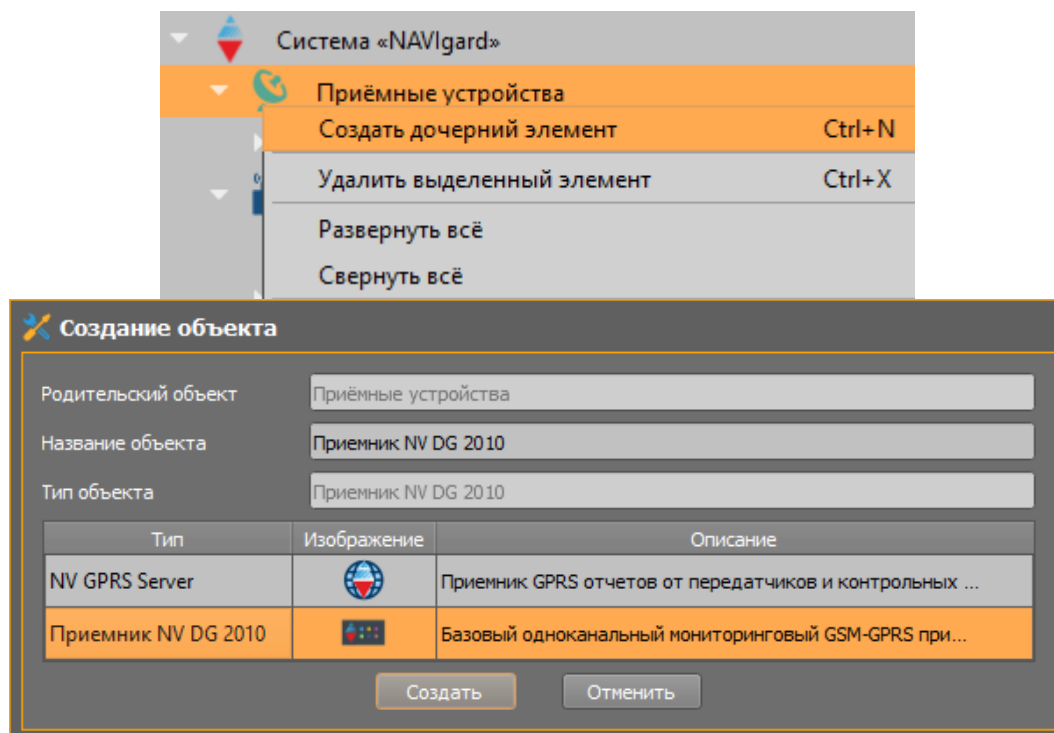 Система «NAVIgard»
Приёмные устройства
Создать дочерний элемент Ctrl+N
Удалить выделенный элемент Ctrl+X
Развернуть всё
Свернуть всё
Создание объекта
Родительский объект Приёмные устройства
Название объекта Приемник NV DG 2010
Тип объекта Приемник NV DG 2010
Тип Изображение Описание
NV GPRS Server Приемник GPRS отчетов от передатчиков и контрольных ...
Приемник NV DG 2010 Базовый одноканальный мониторинговый GSM-GPRS при...
Создать Отменить